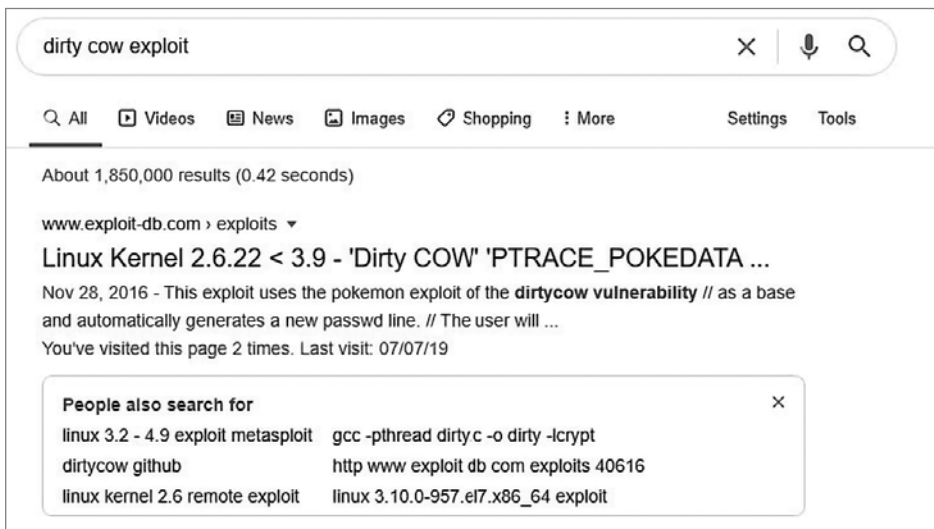 dirty cow exploit
All Videos News Images Shopping More Settings Tools
About 1,850,000 results (0.42 seconds)
www.exploit-db.com › exploits
Linux Kernel 2.6.22 < 3.9 - 'Dirty COW' 'PTRACE_POKEDATA ...
Nov 28, 2016 - This exploit uses the pokemon exploit of the dirtycow vulnerability // as a base
and automatically generates a new passwd line. // The user will ...
You've visited this page 2 times. Last visit: 07/07/19
People also search for
linux 3.2 - 4.9 exploit metasploit gcc -pthread dirty.c -o dirty -lcrypt
dirtycow github http www exploit db com exploits 40616
linux kernel 2.6 remote exploit linux 3.10.0-957.el7.x86_64 exploit